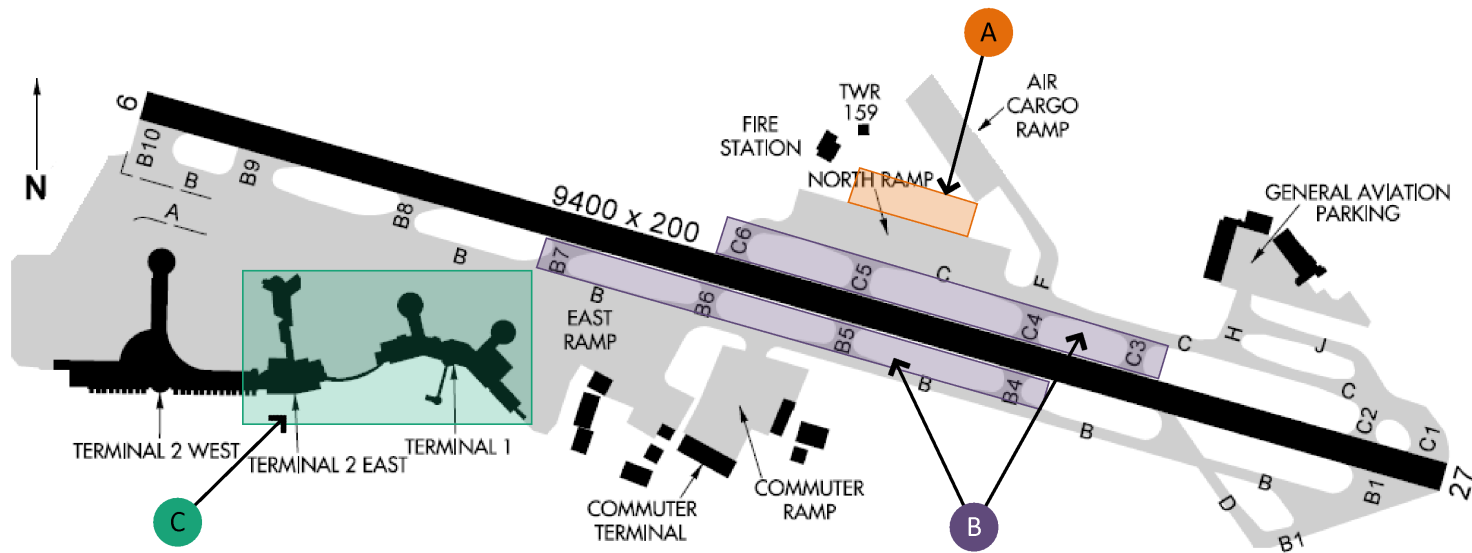 A
AIR
CARGO
RAMP
TWR
159
FIRE
STATION
9
NORTH RAMP
GENERAL AVIATION
PARKING
N
B10
B
B9
A
B8
B
9400 x 200
C6
C5
C
C4
F
C3
C
H
J
C
C2
C1
27
B7
B
B6
B5
B
B4
B
B
B1
D
B1
EAST
RAMP
TERMINAL 2 WEST
TERMINAL 2 EAST
TERMINAL 1
COMMUTER
TERMINAL
COMMUTER
RAMP
C
B